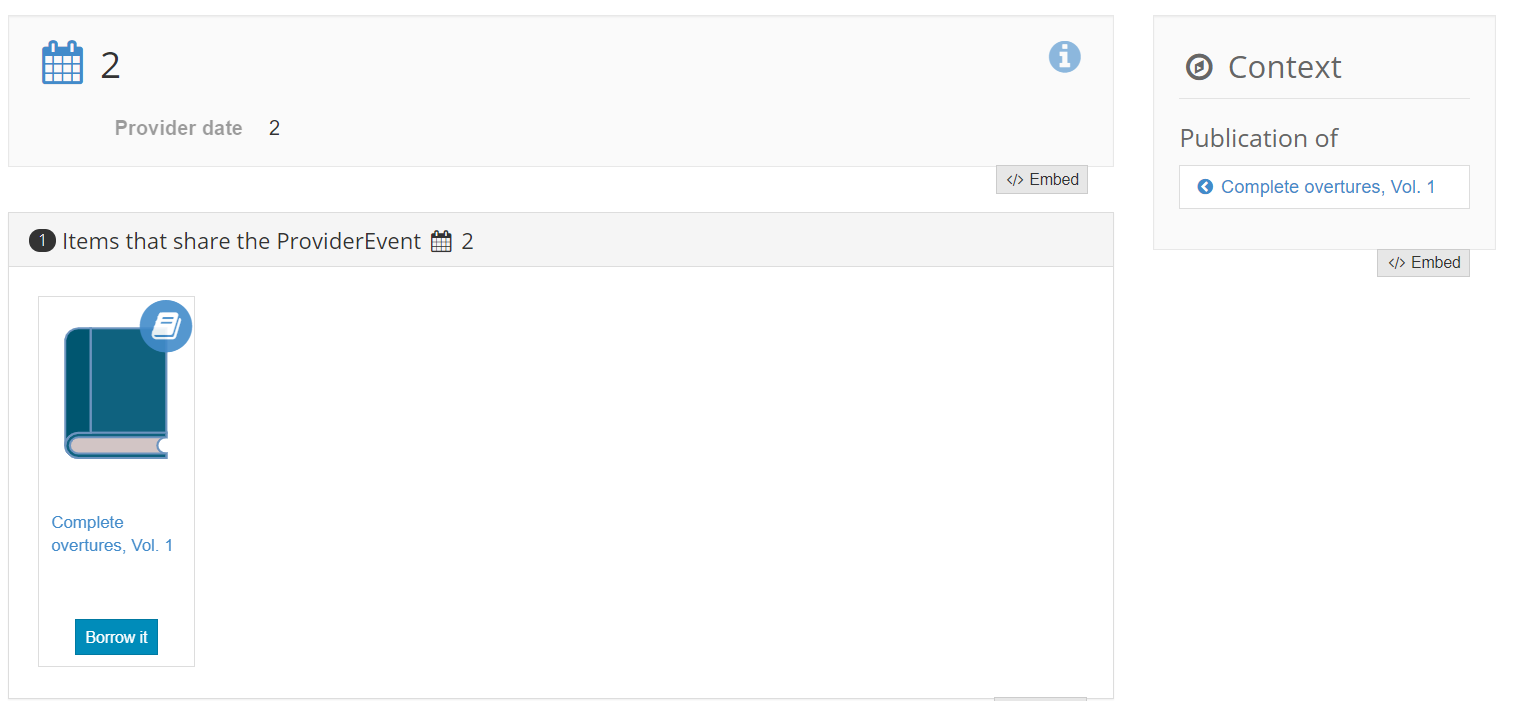 2
Provider date 2
</> Embed
1 Items that share the ProviderEvent 2
Complete
overtures, Vol. 1
Borrow it
Context
Publication of
Complete overtures, Vol. 1
</> Embed